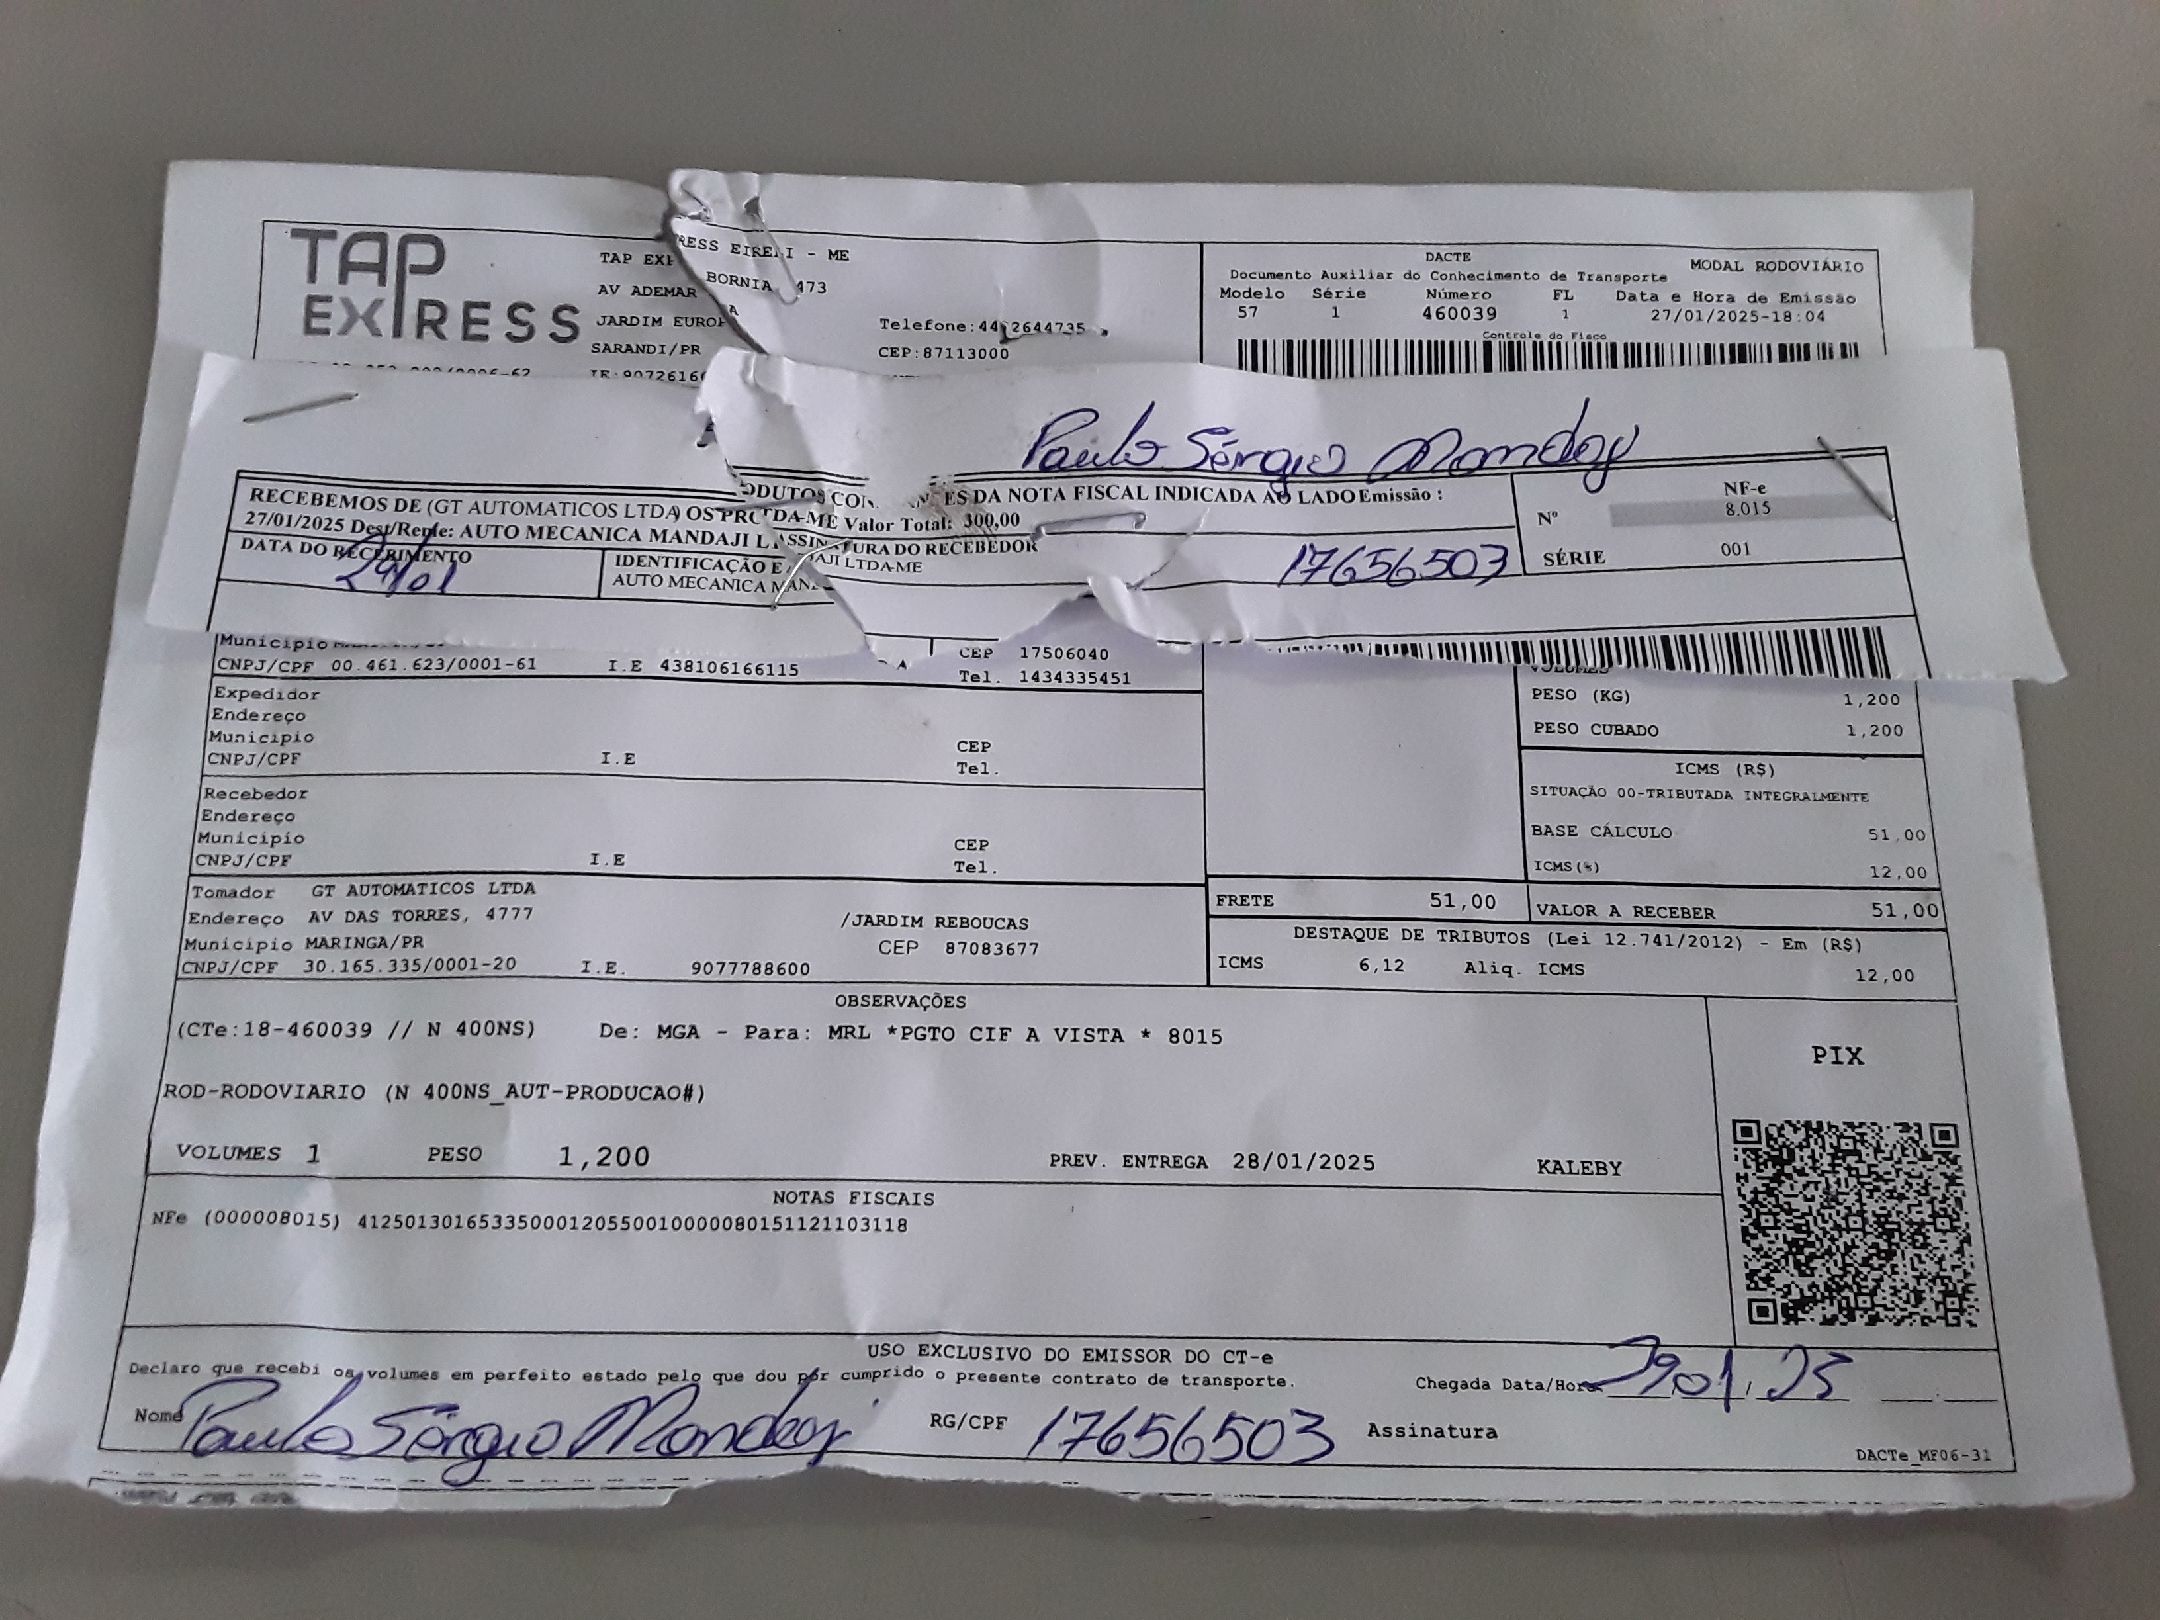 TAP EXPRESS
TAP EXP RESS EIRELI - ME
AV ADEMAR BORNIA 473
JARDIM EUROPA
SARANDI/PR
Telefone:4432644735
CEP:87113000
DACTE
MODAL RODOVIÁRIO
Documento Auxiliar do Conhecimento de Transporte
Modelo Série Número FL Data e Hora de Emissão
57 1 460039 1 27/01/2025-18:04
Controle do Fisco
Paulo Sérgio Mandaji
RECEBEMOS DE (GT AUTOMATICOS LTDA) OS PRODUTOS CONSTANTES DA NOTA FISCAL INDICADA AO LADO Emissão :
27/01/2025 Dest/Reme: AUTO MECANICA MANDAJI LTDA-ME Valor Total: 300,00
DATA DO RECEBIMENTO
IDENTIFICAÇÃO E ASSINATURA DO RECEBEDOR
AUTO MECANICA MANDAJI LTDA-ME
17656503
NF-e
Nº 8.015
SÉRIE 001
Municipio
CEP 17506040
CNPJ/CPF 00.461.623/0001-61 I.E 438106166115
Tel. 1434335451
Expedidor
Endereço
Municipio CEP
CNPJ/CPF I.E Tel.
Recebedor
Endereço
Municipio CEP
CNPJ/CPF I.E Tel.
Tomador GT AUTOMATICOS LTDA
Endereço AV DAS TORRES, 4777 /JARDIM REBOUCAS
Municipio MARINGA/PR CEP 87083677
CNPJ/CPF 30.165.335/0001-20 I.E. 9077788600
VOLUMES
PESO (KG) 1,200
PESO CUBADO 1,200
ICMS (R$)
SITUAÇÃO 00-TRIBUTADA INTEGRALMENTE
BASE CÁLCULO 51,00
ICMS(%) 12,00
FRETE 51,00 VALOR A RECEBER 51,00
DESTAQUE DE TRIBUTOS (Lei 12.741/2012) - Em (R$)
ICMS 6,12 Aliq. ICMS 12,00
OBSERVAÇÕES
(CTe:18-460039 // N 400NS) De: MGA - Para: MRL *PGTO CIF A VISTA * 8015
ROD-RODOVIARIO (N 400NS_AUT-PRODUCAO#)
VOLUMES 1 PESO 1,200 PREV. ENTREGA 28/01/2025 KALEBY
PIX
NOTAS FISCAIS
NFe (000008015) 41250130165335000120550010000080151121103118
USO EXCLUSIVO DO EMISSOR DO CT-e
Declaro que recebi os volumes em perfeito estado pelo que dou por cumprido o presente contrato de transporte.
Chegada Data/Hora
Nome Paulo Sérgio Mandaji RG/CPF 17656503 Assinatura
DACTe_MF06-31